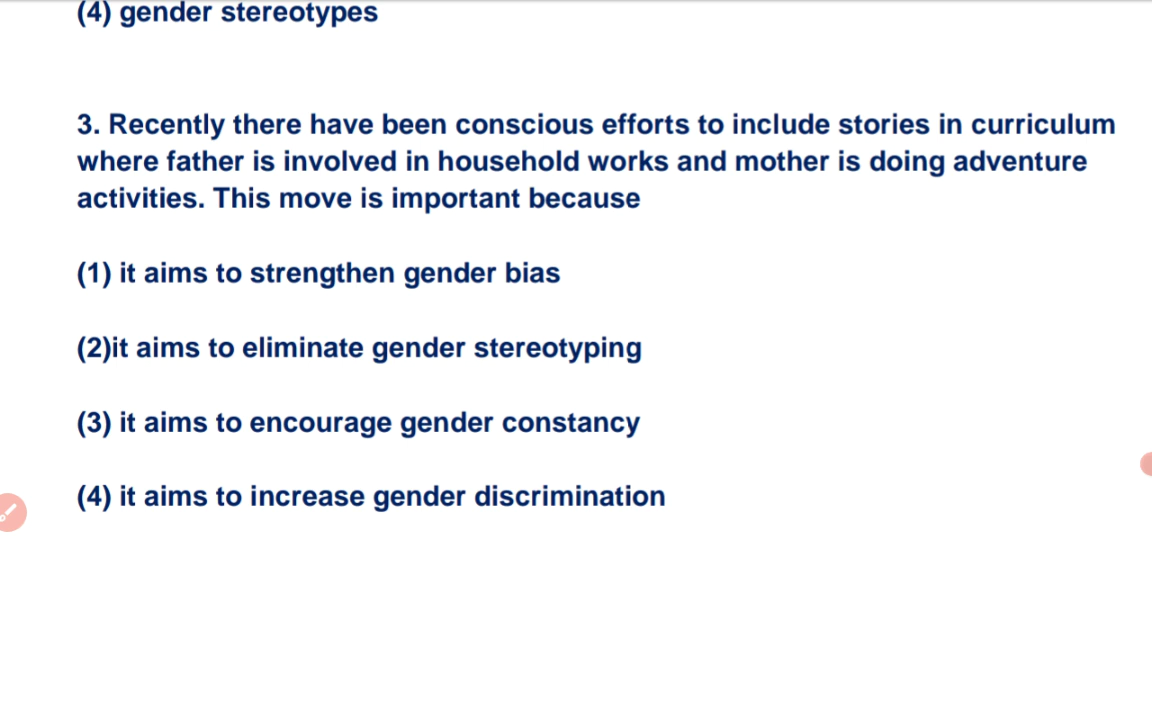 (4) gender stereotypes
3. Recently there have been conscious efforts to include stories in curriculum
where father is involved in household works and mother is doing adventure
activities. This move is important because
(1) it aims to strengthen gender bias
(2)it aims to eliminate gender stereotyping
(3) it aims to encourage gender constancy
(4) it aims to increase gender discrimination